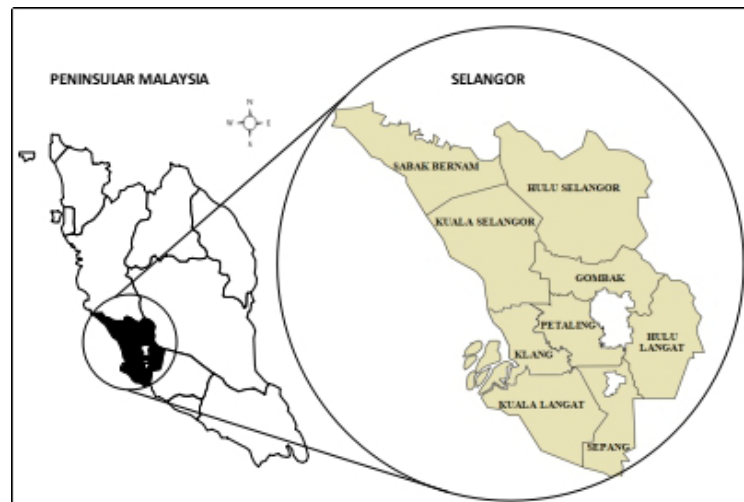 PENINSULAR MALAYSIA
SELANGOR
N
W E
S
SABAK BERNAM
HULU SELANGOR
KUALA SELANGOR
GOMBAK
PETALING
HULU
LANGAT
KLANG
KUALA LANGAT
SEPANG